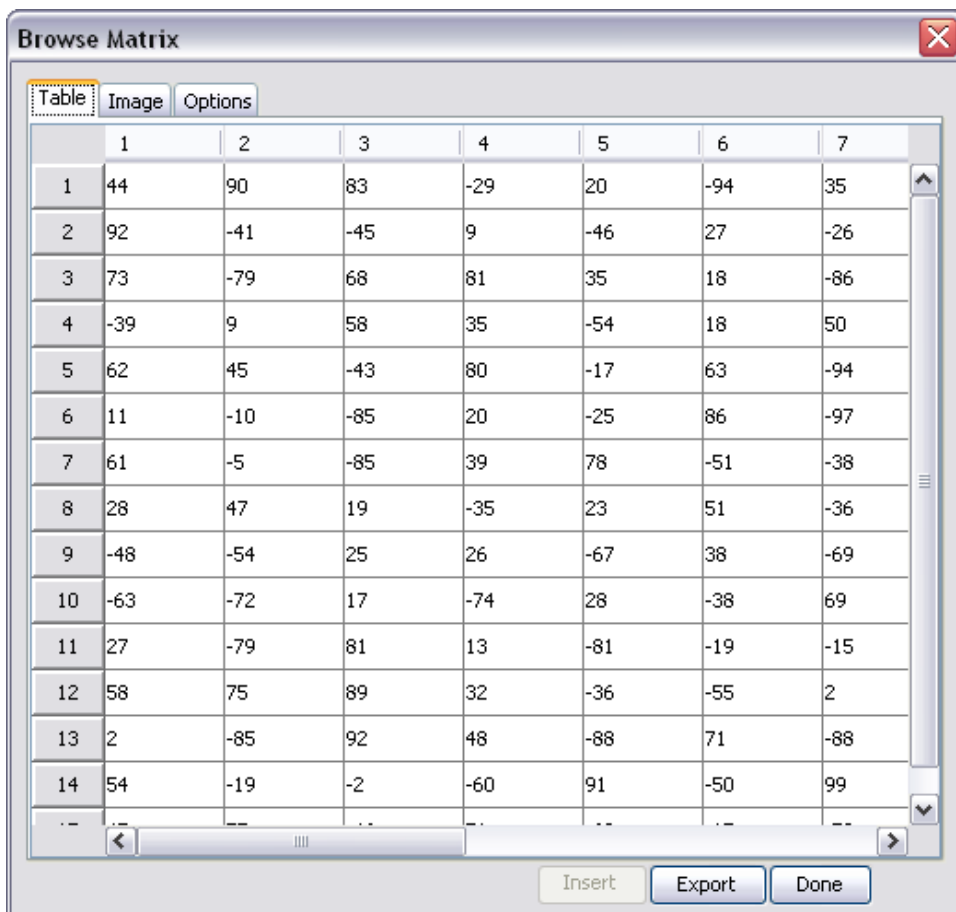 Browse Matrix
Table Image Options
1 2 3 4 5 6 7
1 44 90 83 -29 20 -94 35
2 92 -41 -45 9 -46 27 -26
3 73 -79 68 81 35 18 -86
4 -39 9 58 35 -54 18 50
5 62 45 -43 80 -17 63 -94
6 11 -10 -85 20 -25 86 -97
7 61 -5 -85 39 78 -51 -38
8 28 47 19 -35 23 51 -36
9 -48 -54 25 26 -67 38 -69
10 -63 -72 17 -74 28 -38 69
11 27 -79 81 13 -81 -19 -15
12 58 75 89 32 -36 -55 2
13 2 -85 92 48 -88 71 -88
14 54 -19 -2 -60 91 -50 99
Insert Export Done